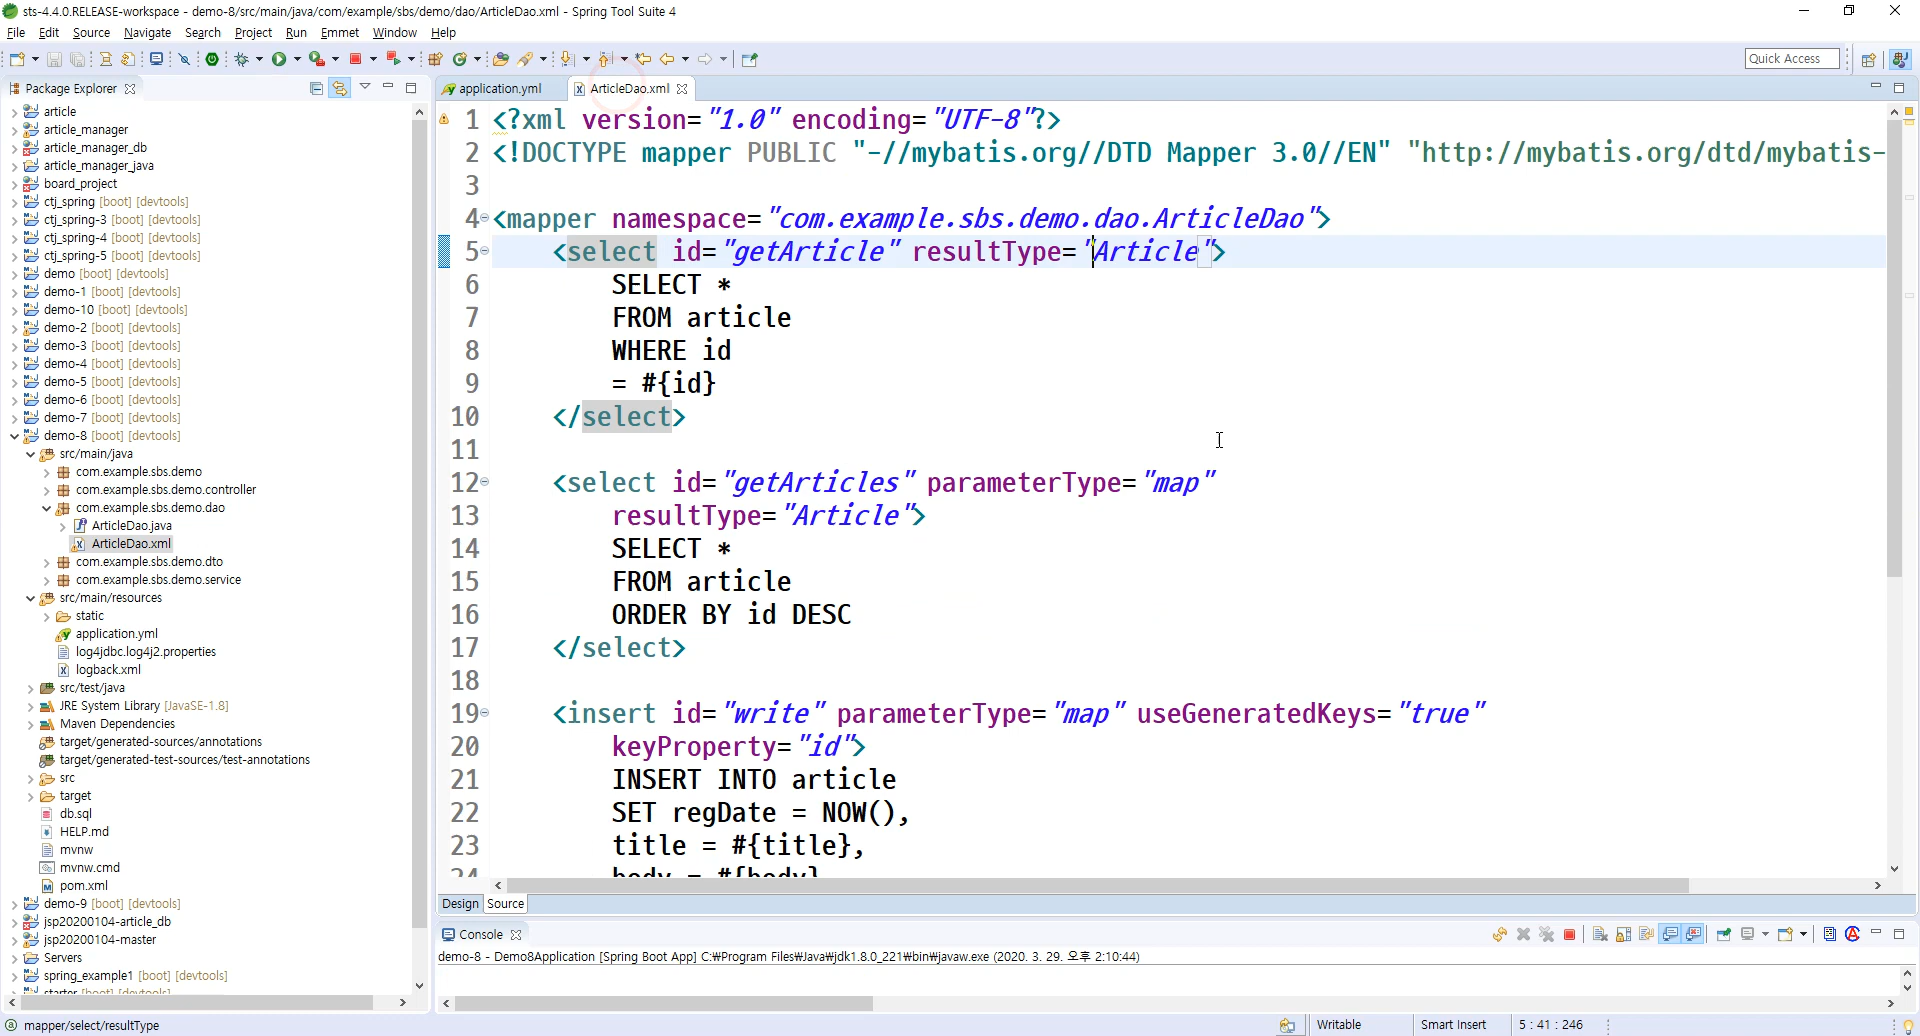 sts-4.4.0.RELEASE-workspace - demo-8/src/main/java/com/example/sbs/demo/dao/ArticleDao.xml - Spring Tool Suite 4
File Edit Source Navigate Search Project Run Emmet Window Help
Quick Access
Package Explorer
application.yml
ArticleDao.xml
article
article_manager
article_manager_db
article_manager_java
board_project
ctj_spring [boot] [devtools]
ctj_spring-3 [boot] [devtools]
ctj_spring-4 [boot] [devtools]
ctj_spring-5 [boot] [devtools]
demo [boot] [devtools]
demo-1 [boot] [devtools]
demo-10 [boot] [devtools]
demo-2 [boot] [devtools]
demo-3 [boot] [devtools]
demo-4 [boot] [devtools]
demo-5 [boot] [devtools]
demo-6 [boot] [devtools]
demo-7 [boot] [devtools]
demo-8 [boot] [devtools]
src/main/java
com.example.sbs.demo
com.example.sbs.demo.controller
com.example.sbs.demo.dao
ArticleDao.java
ArticleDao.xml
com.example.sbs.demo.dto
com.example.sbs.demo.service
src/main/resources
static
application.yml
log4jdbc.log4j2.properties
logback.xml
src/test/java
JRE System Library [JavaSE-1.8]
Maven Dependencies
target/generated-sources/annotations
target/generated-test-sources/test-annotations
src
target
db.sql
HELP.md
mvnw
mvnw.cmd
pom.xml
demo-9 [boot] [devtools]
jsp20200104-article_db
jsp20200104-master
Servers
spring_example1 [boot] [devtools]
starter [boot] [devtools]
1 <?xml version="1.0" encoding="UTF-8"?>
2 <!DOCTYPE mapper PUBLIC "-//mybatis.org//DTD Mapper 3.0//EN" "http://mybatis.org/dtd/mybatis-
3
4 <mapper namespace="com.example.sbs.demo.dao.ArticleDao">
5 <select id="getArticle" resultType="Article">
6 SELECT *
7 FROM article
8 WHERE id
9 = #{id}
10 </select>
11
12 <select id="getArticles" parameterType="map"
13 resultType="Article">
14 SELECT *
15 FROM article
16 ORDER BY id DESC
17 </select>
18
19 <insert id="write" parameterType="map" useGeneratedKeys="true"
20 keyProperty="id">
21 INSERT INTO article
22 SET regDate = NOW(),
23 title = #{title},
24 body = #{body}
Design Source
Console
demo-8 - Demo8Application [Spring Boot App] C:₩Program Files₩Java₩jdk1.8.0_221₩bin₩javaw.exe (2020. 3. 29. 오후 2:10:44)
mapper/select/resultType
Writable
Smart Insert
5 : 41 : 246